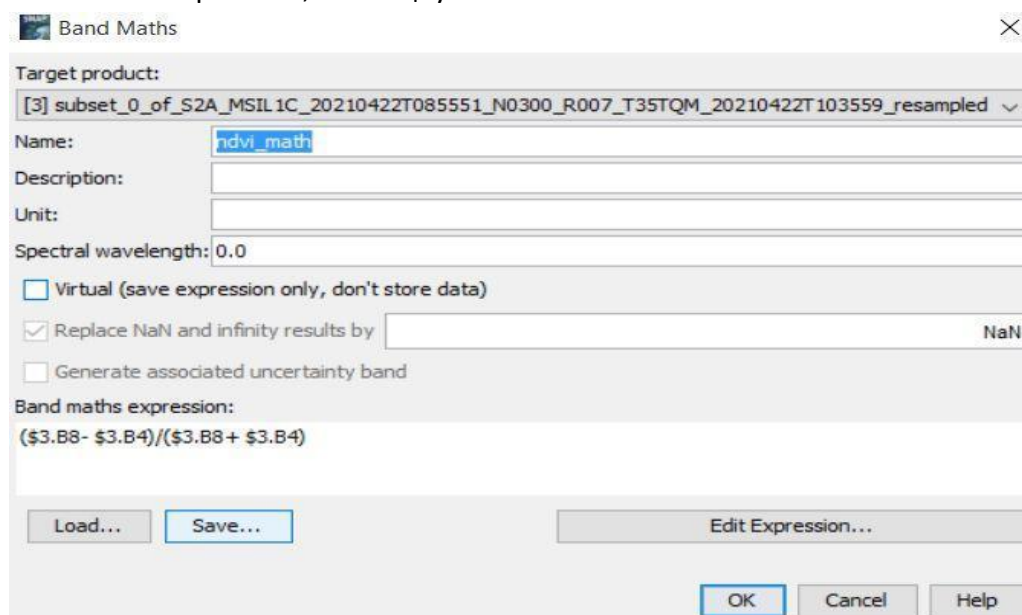 Band Maths
Target product:
[3] subset_0_of_S2A_MSIL1C_20210422T085551_N0300_R007_T35TQM_20210422T103559_resampled
Name: ndvi_math
Description:
Unit:
Spectral wavelength: 0.0
Virtual (save expression only, don't store data)
Replace NaN and infinity results by NaN
Generate associated uncertainty band
Band maths expression:
($3.B8- $3.B4)/($3.B8+ $3.B4)
Load... Save... Edit Expression...
OK Cancel Help